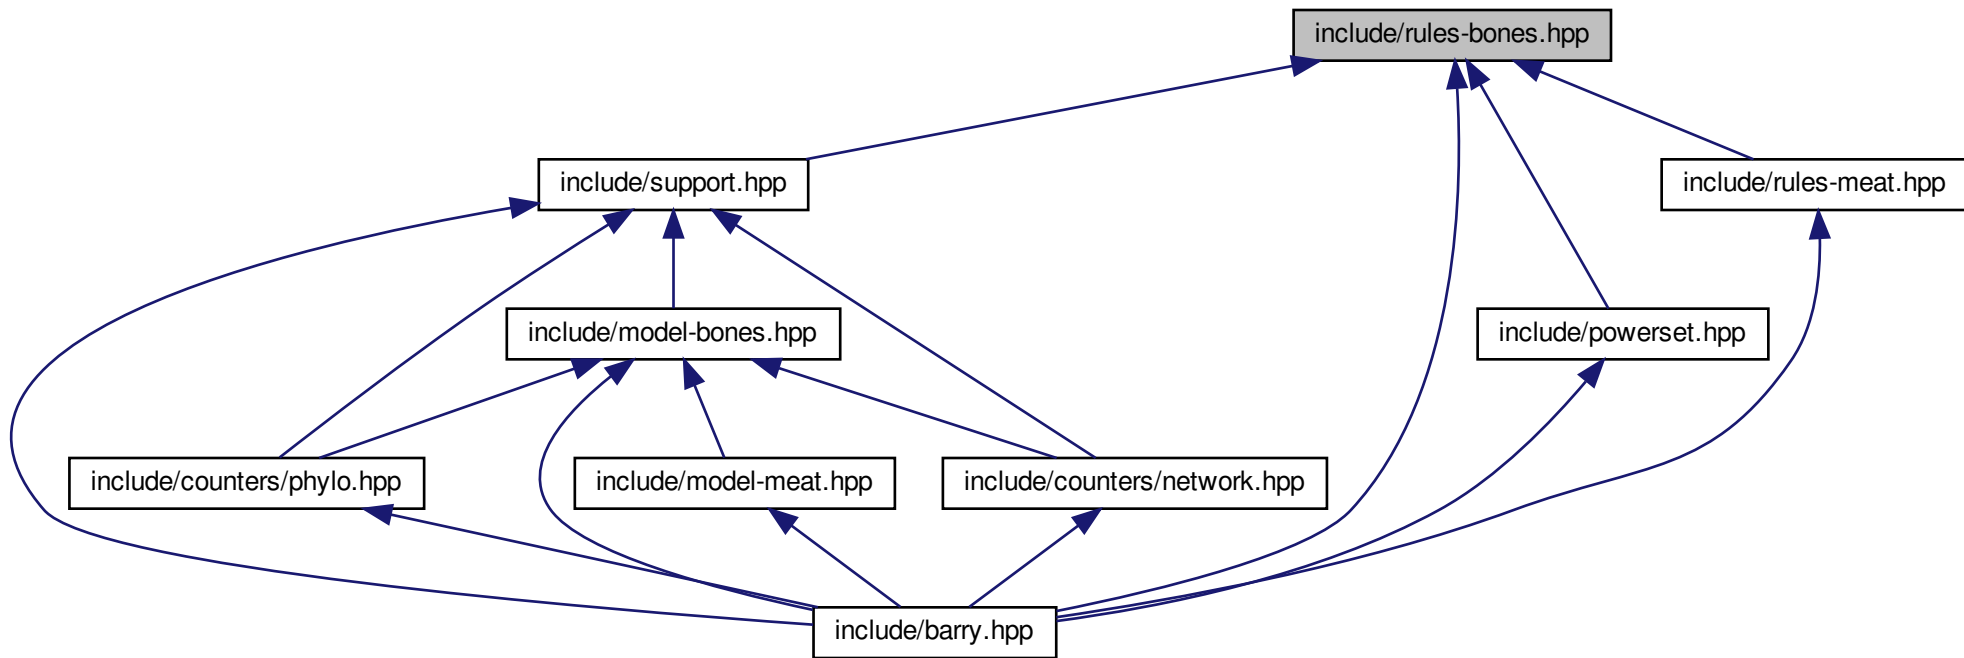 include/rules-bones.hpp
include/support.hpp
include/rules-meat.hpp
include/model-bones.hpp
include/powerset.hpp
include/counters/phylo.hpp
include/model-meat.hpp
include/counters/network.hpp
include/barry.hpp